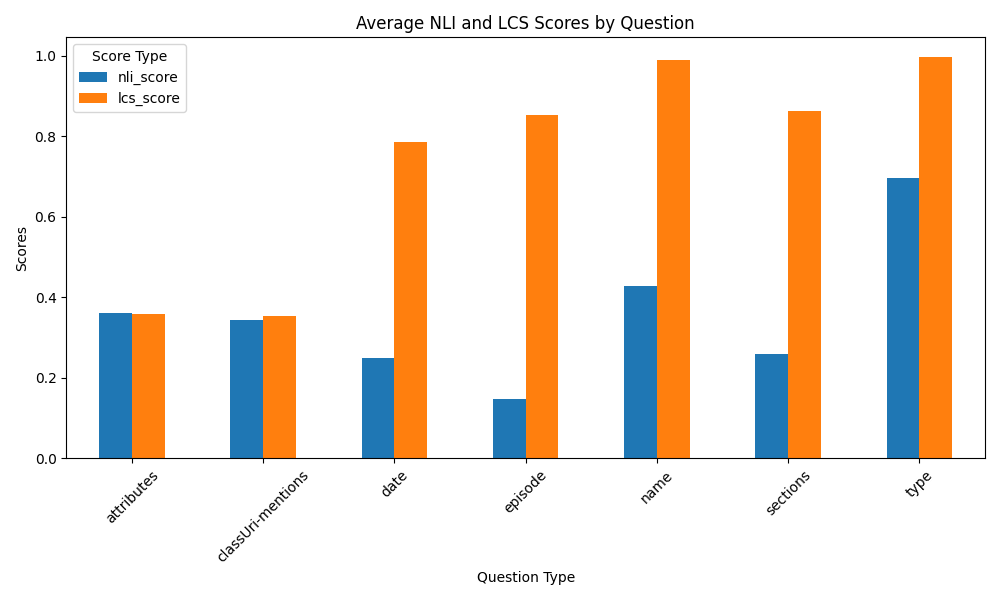 Average NLI and LCS Scores by Question
Score Type
nli_score
lcs_score
Scores
1.0
0.8
0.6
0.4
0.2
0.0
attributes
classUri-mentions
date
episode
name
sections
type
Question Type